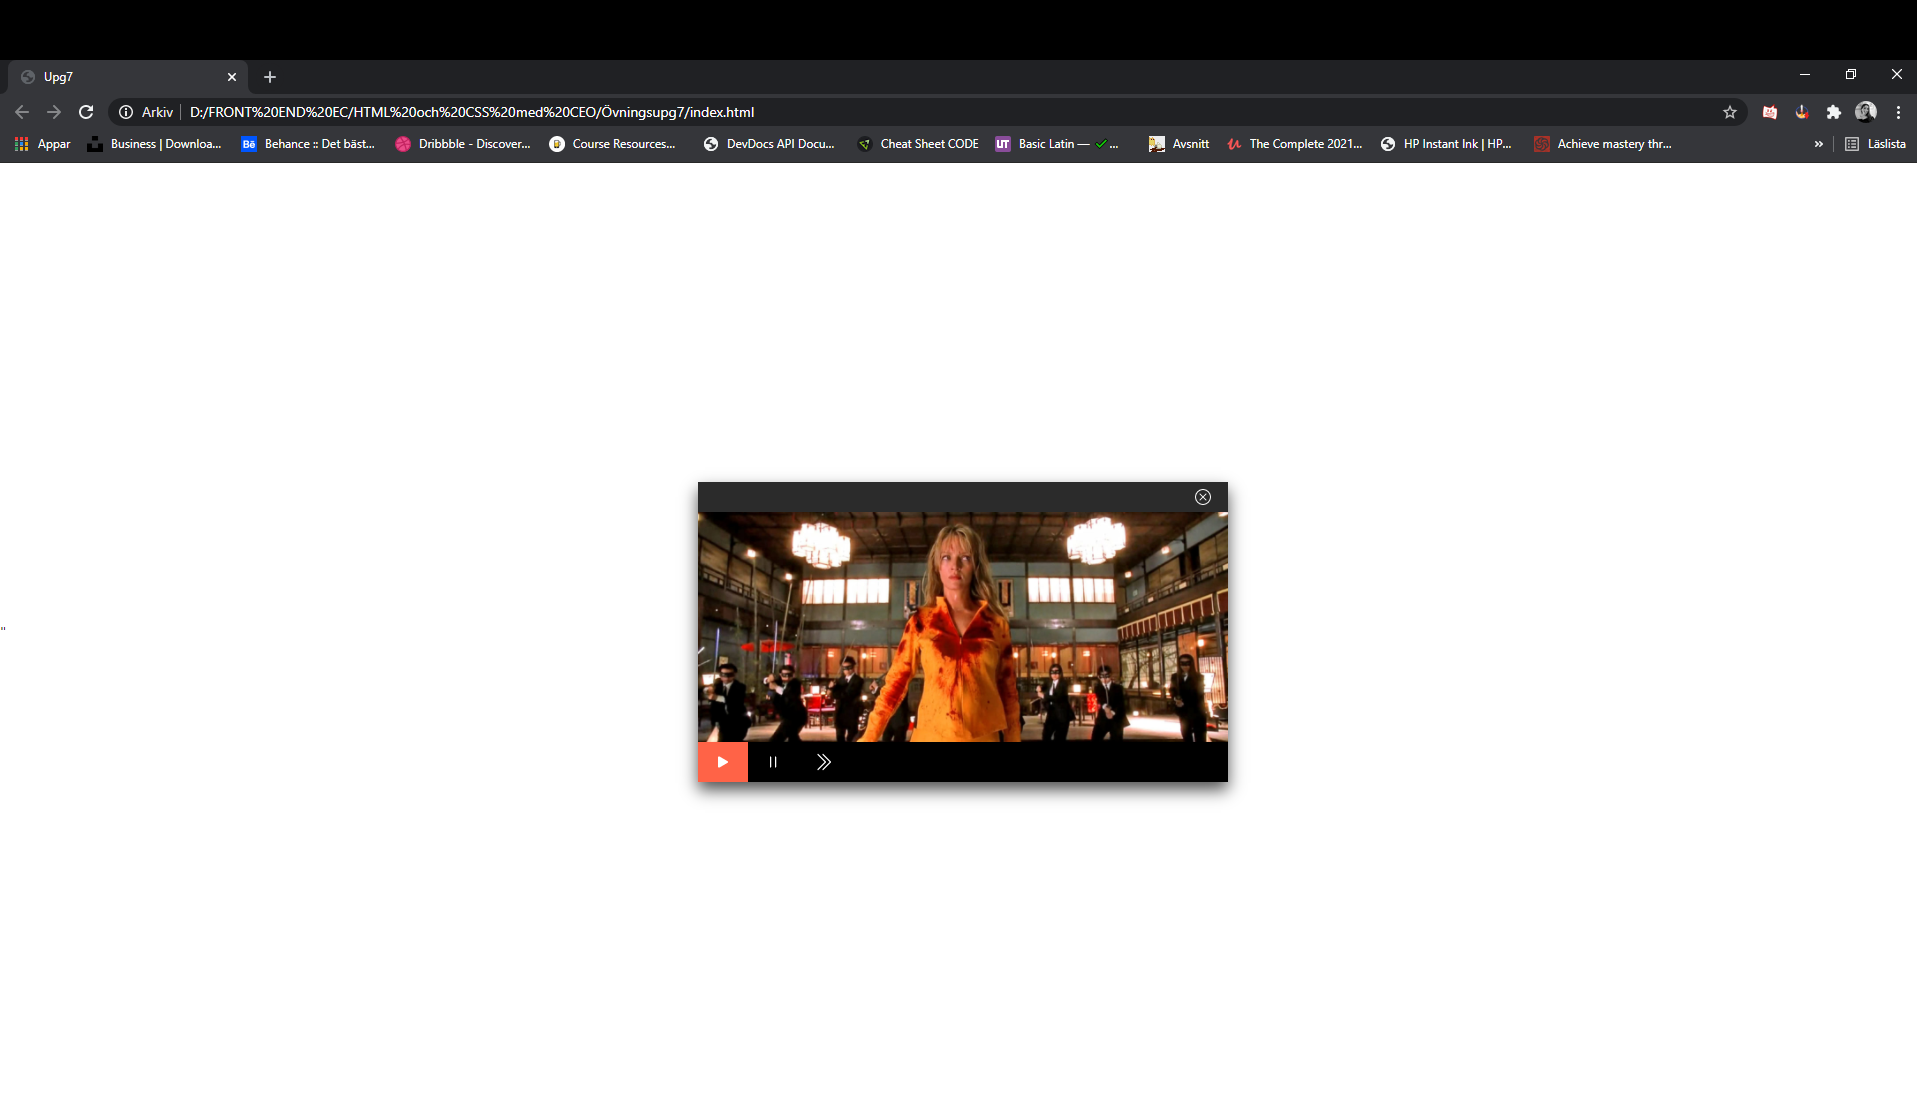 Upg7
Arkiv D:/FRONT%20END%20EC/HTML%20och%20CSS%20med%20CEO/Övningsupg7/index.html
Appar Business | Downloa... Bē Behance :: Det bäst... Dribbble - Discover... Course Resources... DevDocs API Docu... Cheat Sheet CODE UT Basic Latin — ✓ ... Avsnitt The Complete 2021... HP Instant Ink | HP... Achieve mastery thr... » Läslista
"